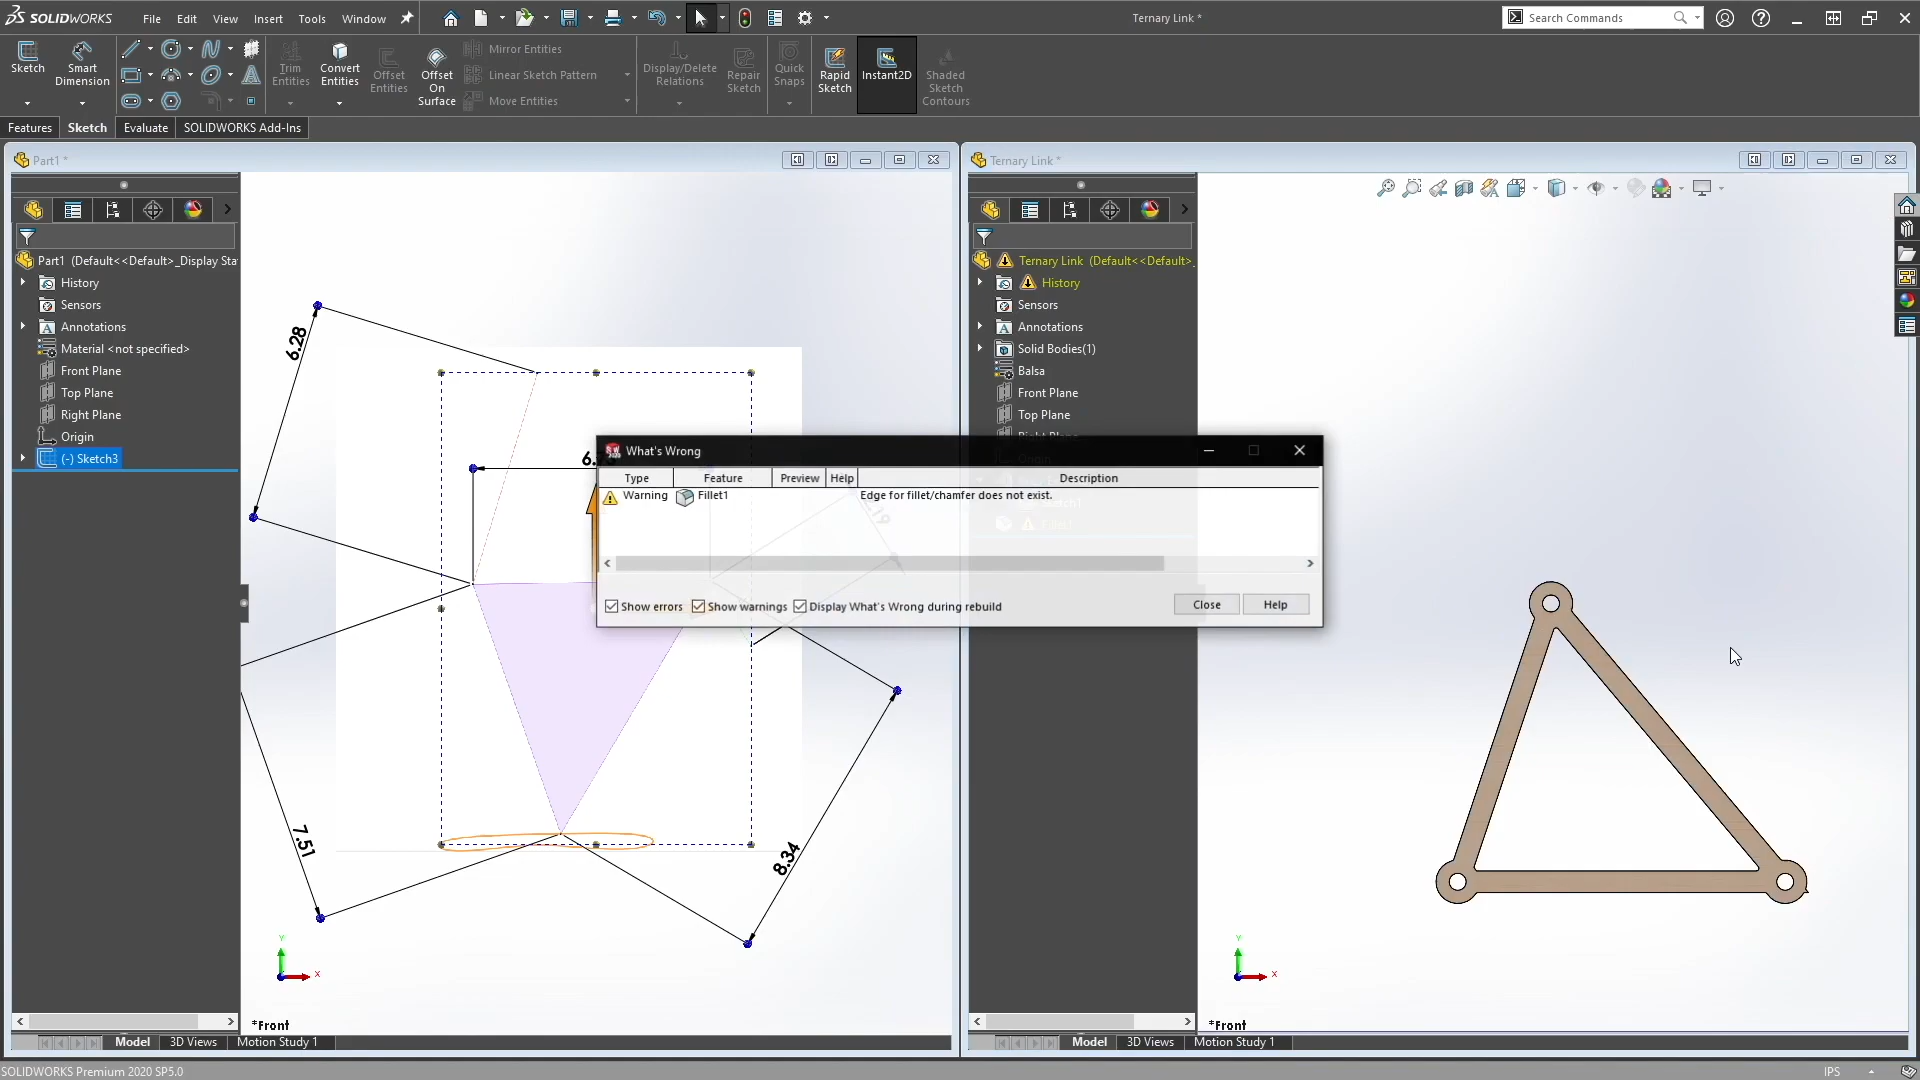 SOLIDWORKS File Edit View Insert Tools Window
Ternary Link *
Search Commands
Sketch
Smart Dimension
Trim Entities
Convert Entities
Offset Entities
Offset On Surface
Mirror Entities
Linear Sketch Pattern
Move Entities
Display/Delete Relations
Repair Sketch
Quick Snaps
Rapid Sketch
Instant2D
Shaded Sketch Contours
Features Sketch Evaluate SOLIDWORKS Add-Ins
Part1 *
Part1 (Default<<Default>_Display Sta
History
Sensors
Annotations
Material <not specified>
Front Plane
Top Plane
Right Plane
Origin
(-) Sketch3
6.28
6.
7.51
8.34
Y
X
*Front
Model 3D Views Motion Study 1
Ternary Link *
Ternary Link (Default<<Default>_
History
Sensors
Annotations
Solid Bodies(1)
Balsa
Front Plane
Top Plane
Right Plane
What's Wrong
Type Feature Preview Help Description
Warning Fillet1 Edge for fillet/chamfer does not exist.
Show errors Show warnings Display What's Wrong during rebuild
Close Help
Y
X
*Front
Model 3D Views Motion Study 1
SOLIDWORKS Premium 2020 SP5.0
IPS